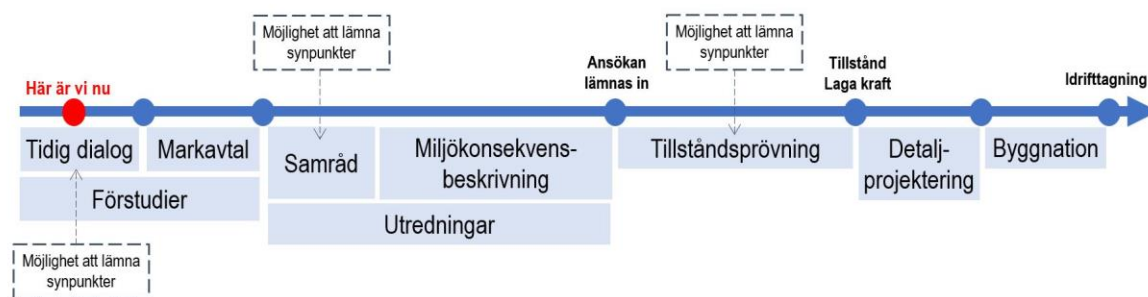 Möjlighet att lämna
synpunkter
Möjlighet att lämna
synpunkter
Här är vi nu
Ansökan
lämnas in
Tillstånd
Laga kraft
Idrifttagning
Tidig dialog
Markavtal
Samråd
Miljökonsekvens-
beskrivning
Tillståndsprövning
Detalj-
projektering
Byggnation
Förstudier
Utredningar
Möjlighet att lämna
synpunkter